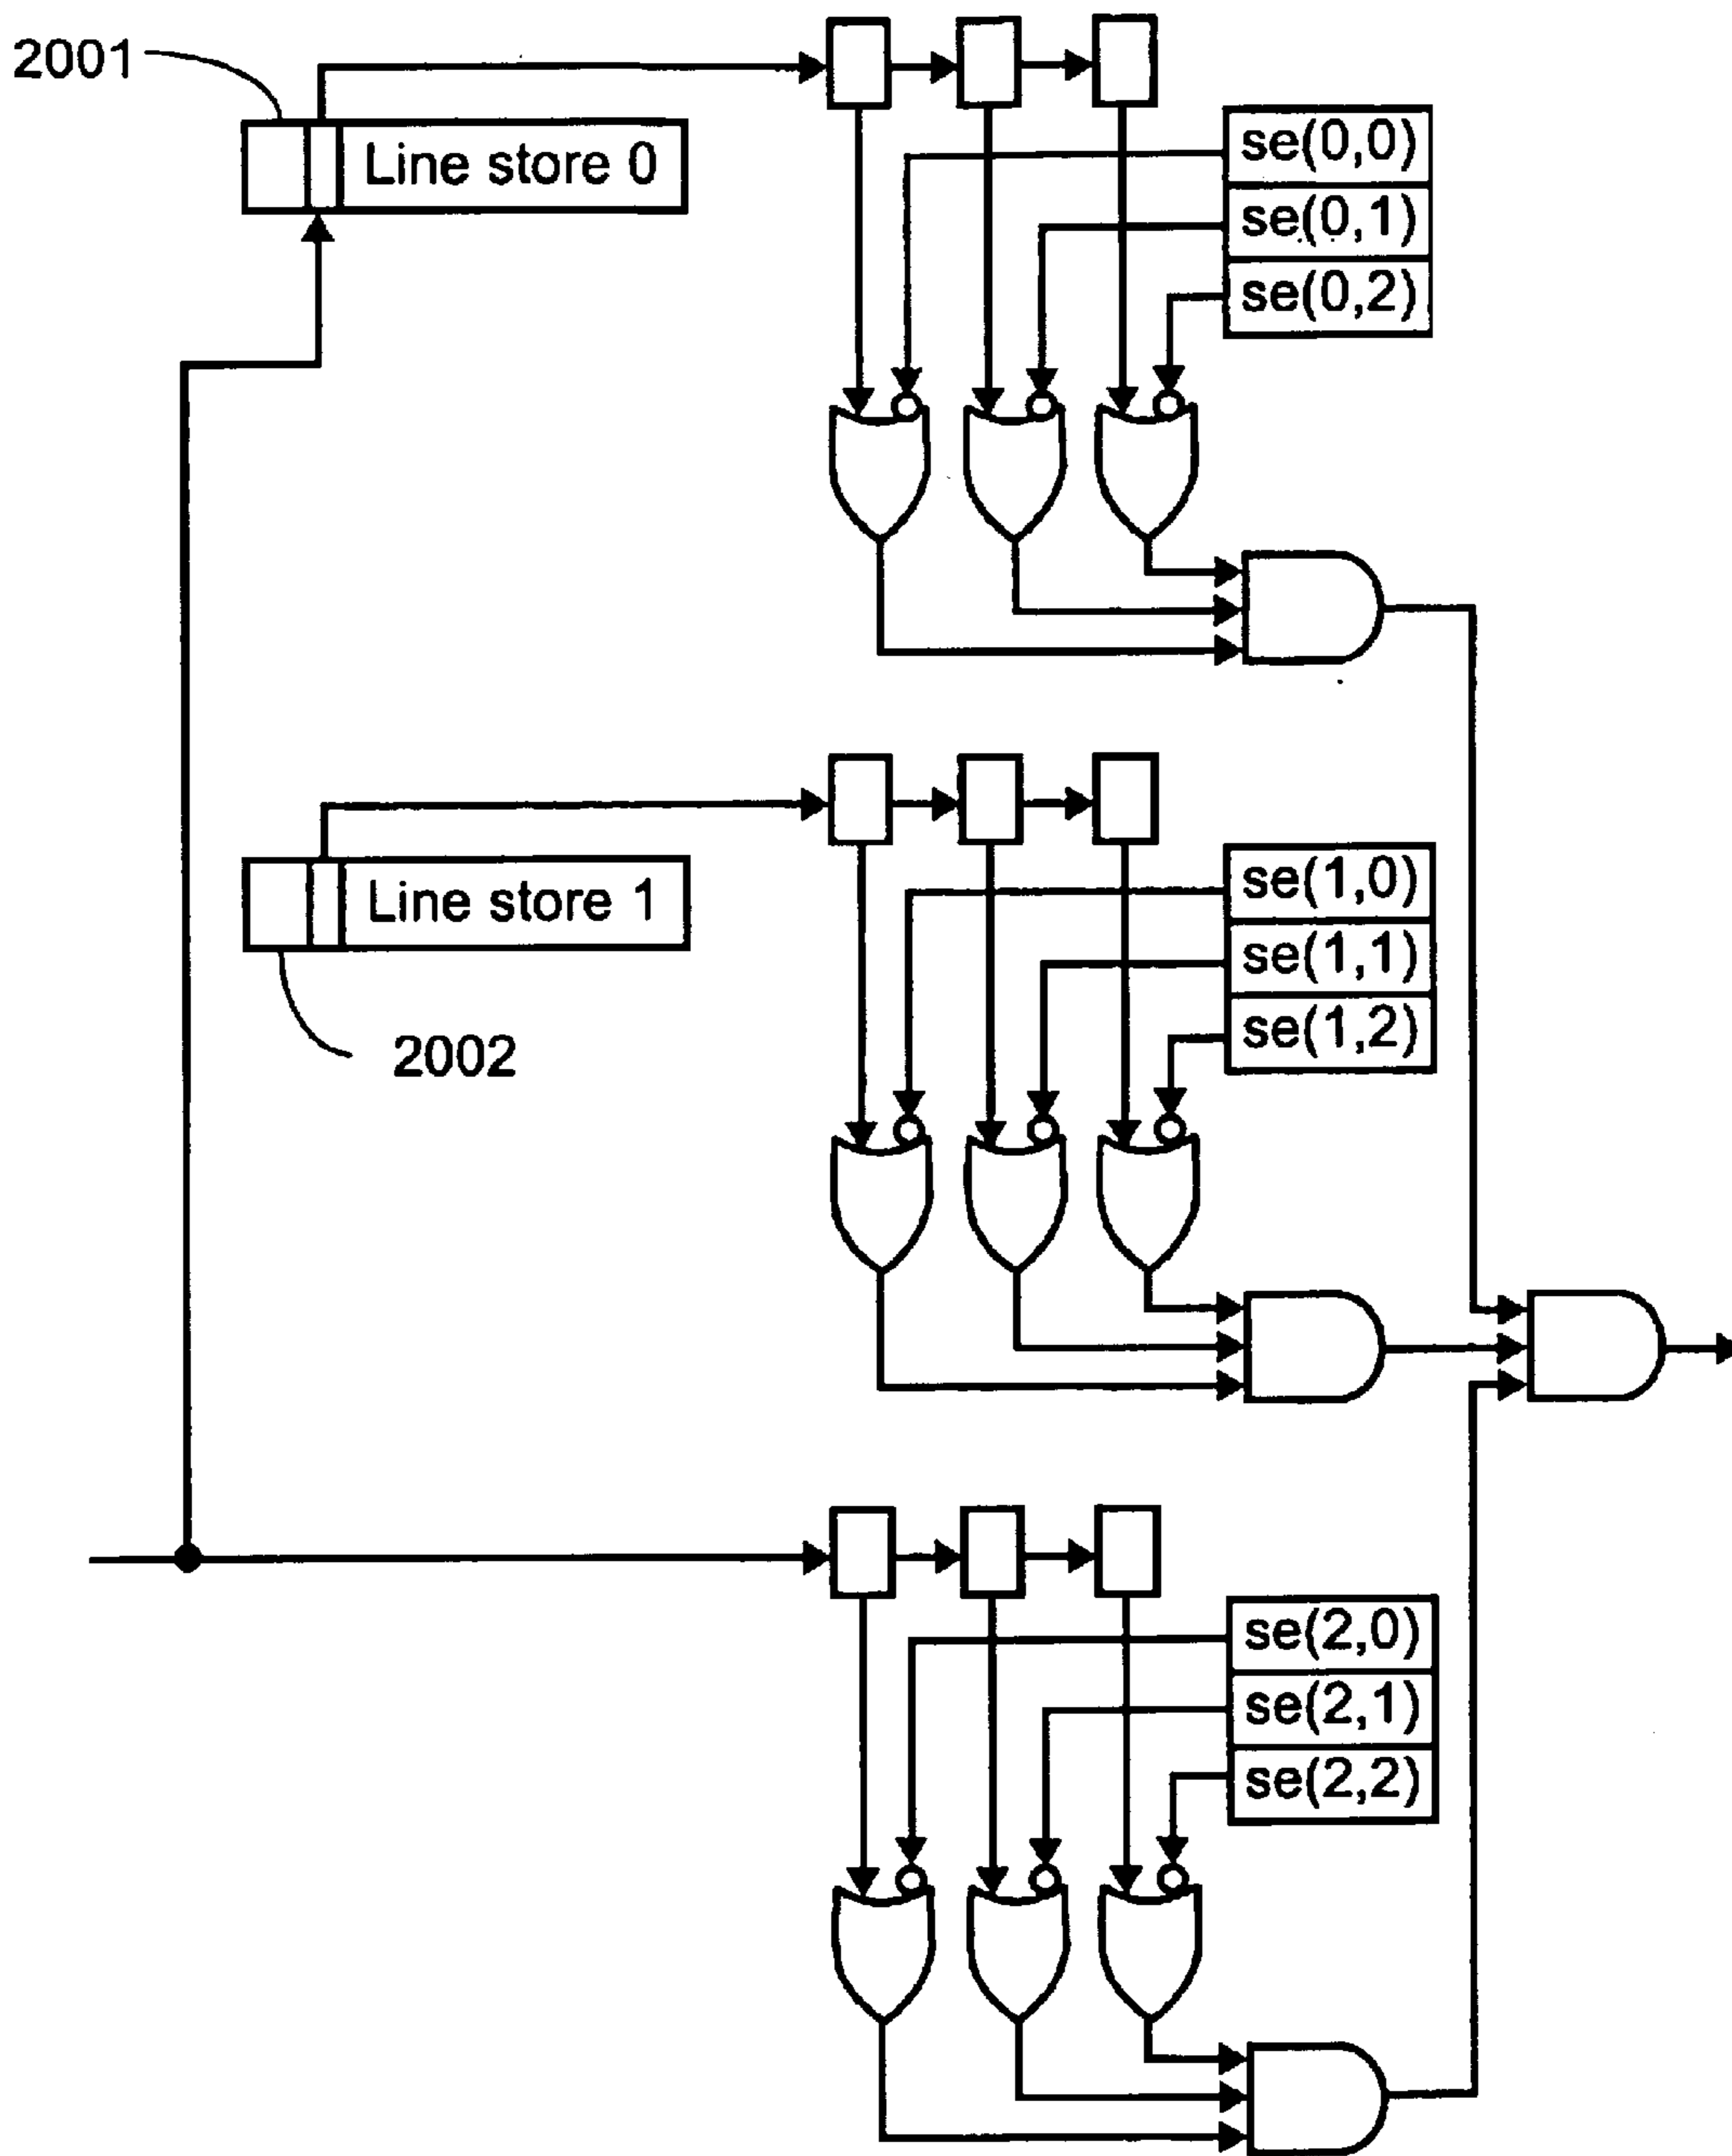 2001
Line store 0
se(0,0)
se(0,1)
se(0,2)
Line store 1
2002
se(1,0)
se(1,1)
se(1,2)
se(2,0)
se(2,1)
se(2,2)